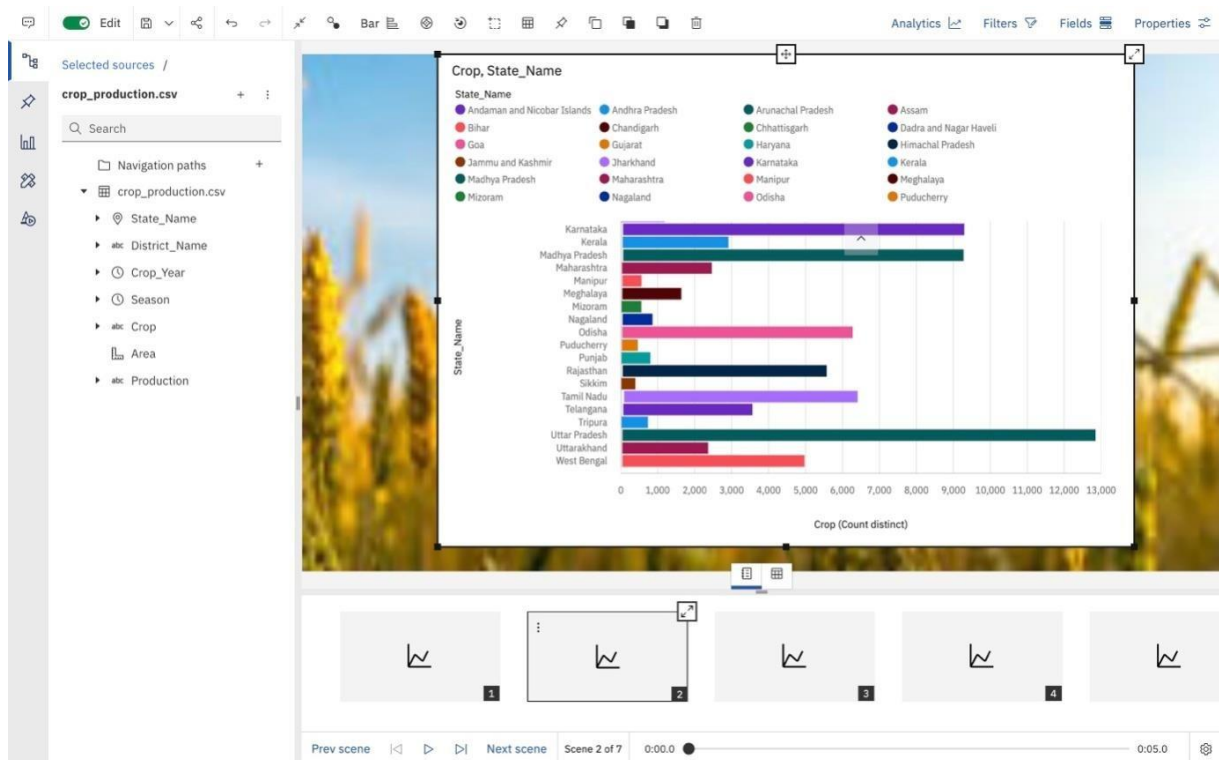 Edit
Bar
Analytics Filters Fields Properties
Selected sources /
crop_production.csv + ⋮
Search
Navigation paths +
crop_production.csv
State_Name
abc District_Name
Crop_Year
Season
abc Crop
Area
abc Production
Crop, State_Name
State_Name
Andaman and Nicobar Islands Andhra Pradesh Arunachal Pradesh Assam
Bihar Chandigarh Chhattisgarh Dadra and Nagar Haveli
Goa Gujarat Haryana Himachal Pradesh
Jammu and Kashmir Jharkhand Karnataka Kerala
Madhya Pradesh Maharashtra Manipur Meghalaya
Mizoram Nagaland Odisha Puducherry
State_Name
Karnataka
Kerala
Madhya Pradesh
Maharashtra
Manipur
Meghalaya
Mizoram
Nagaland
Odisha
Puducherry
Punjab
Rajasthan
Sikkim
Tamil Nadu
Telangana
Tripura
Uttar Pradesh
Uttarakhand
West Bengal
0 1,000 2,000 3,000 4,000 5,000 6,000 7,000 8,000 9,000 10,000 11,000 12,000 13,000
Crop (Count distinct)
1 2 3 4
Prev scene Next scene Scene 2 of 7 0:00.0 0:05.0